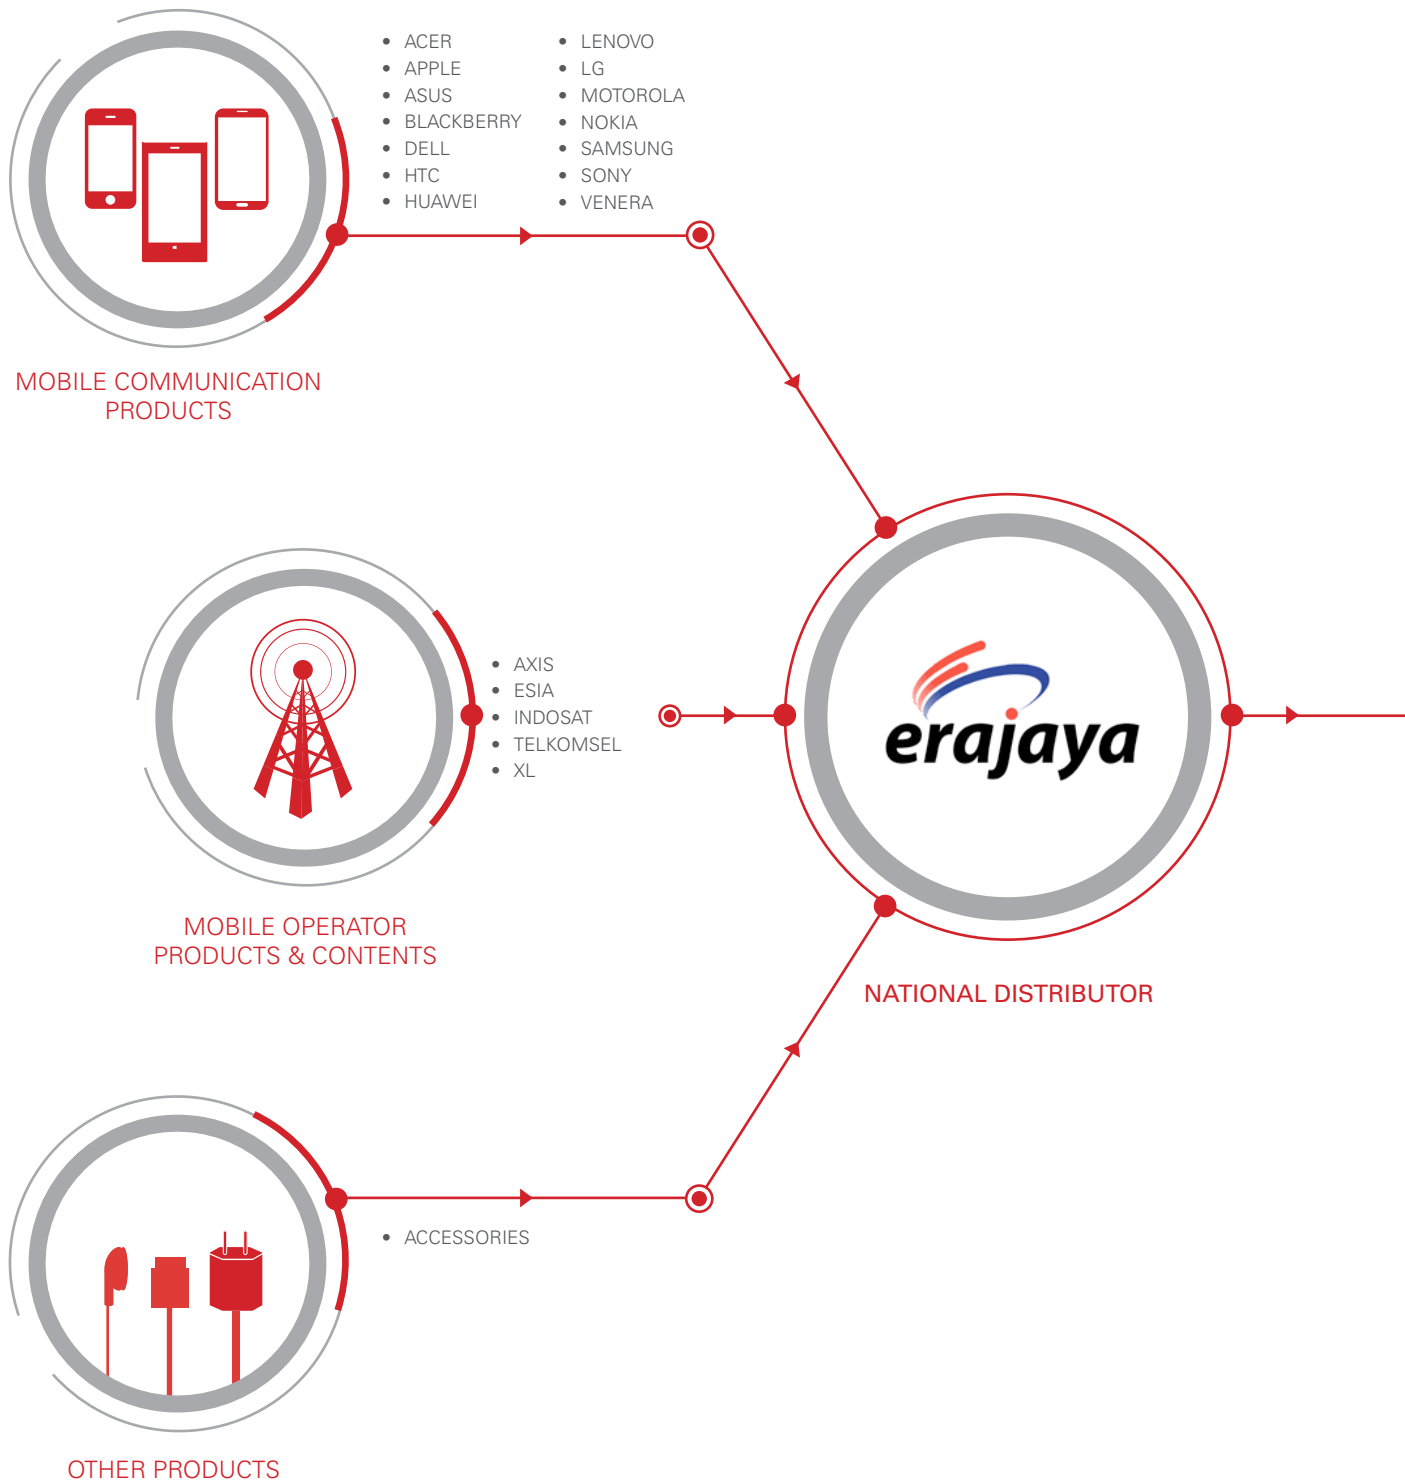 ACER
APPLE
ASUS
BLACKBERRY
DELL
HTC
HUAWEI
LENOVO
LG
MOTOROLA
NOKIA
SAMSUNG
SONY
VENERA
MOBILE COMMUNICATION
PRODUCTS
AXIS
ESIA
INDOSAT
TELKOMSEL
XL
MOBILE OPERATOR
PRODUCTS & CONTENTS
erajaya
NATIONAL DISTRIBUTOR
ACCESSORIES
OTHER PRODUCTS